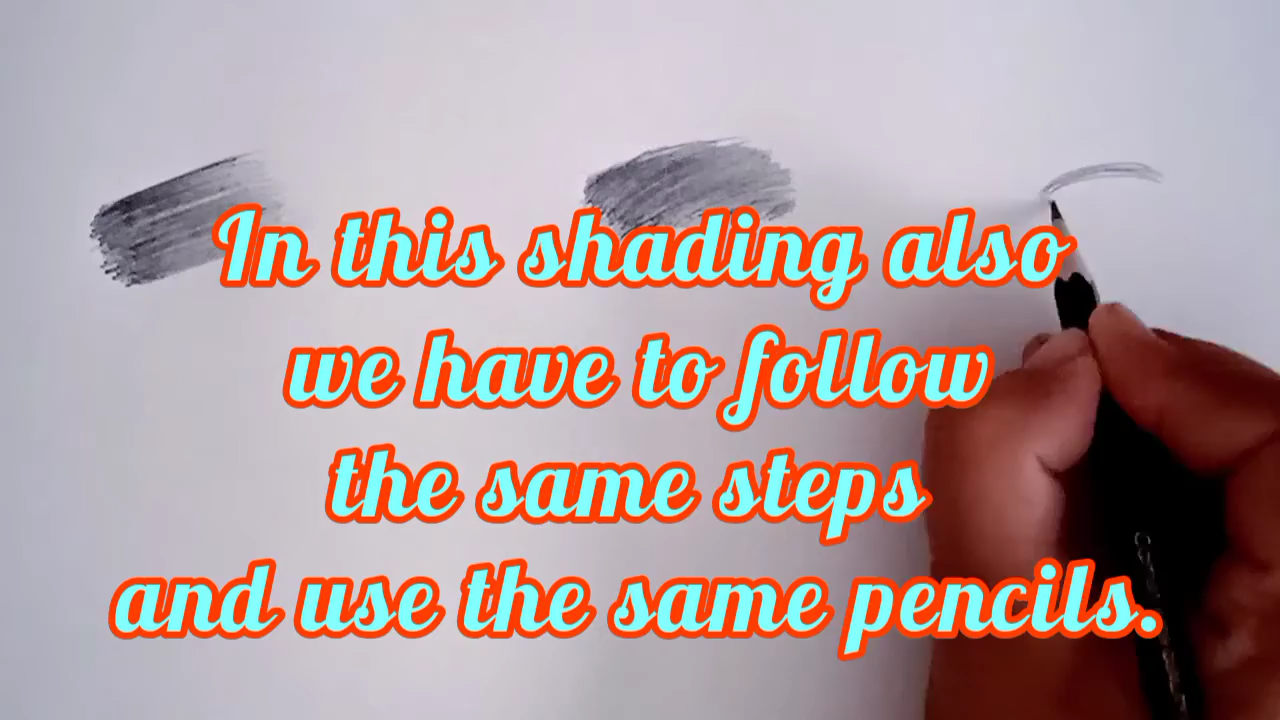 In this shading also
we have to follow
the same steps
and use the same pencils.